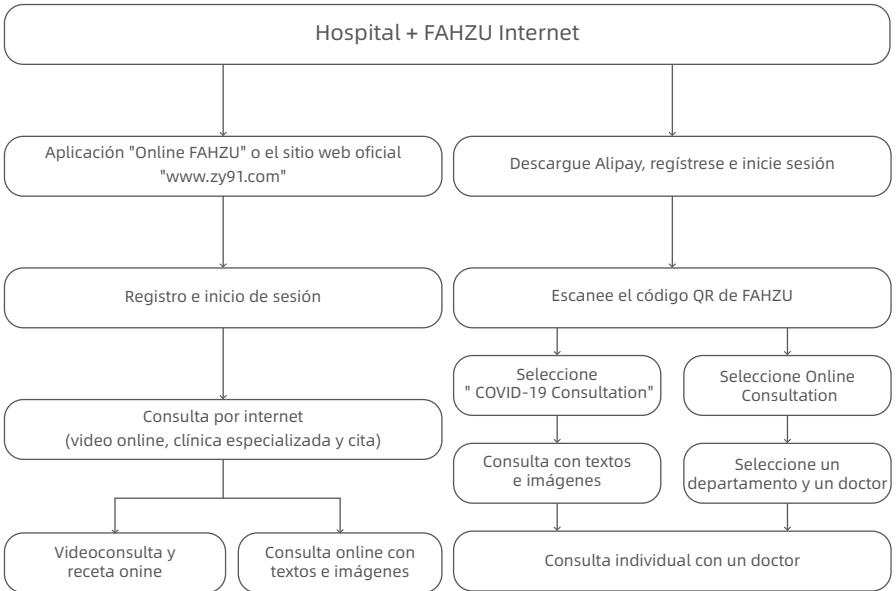 Hospital + FAHZU Internet
Aplicación "Online FAHZU" o el sitio web oficial
"www.zy91.com"
Descargue Alipay, regístrese e inicie sesión
Registro e inicio de sesión
Escanee el código QR de FAHZU
Seleccione
" COVID-19 Consultation"
Seleccione Online
Consultation
Consulta por internet
(video online, clínica especializada y cita)
Consulta con textos
e imágenes
Seleccione un
departamento y un doctor
Videoconsulta y
receta onine
Consulta online con
textos e imágenes
Consulta individual con un doctor